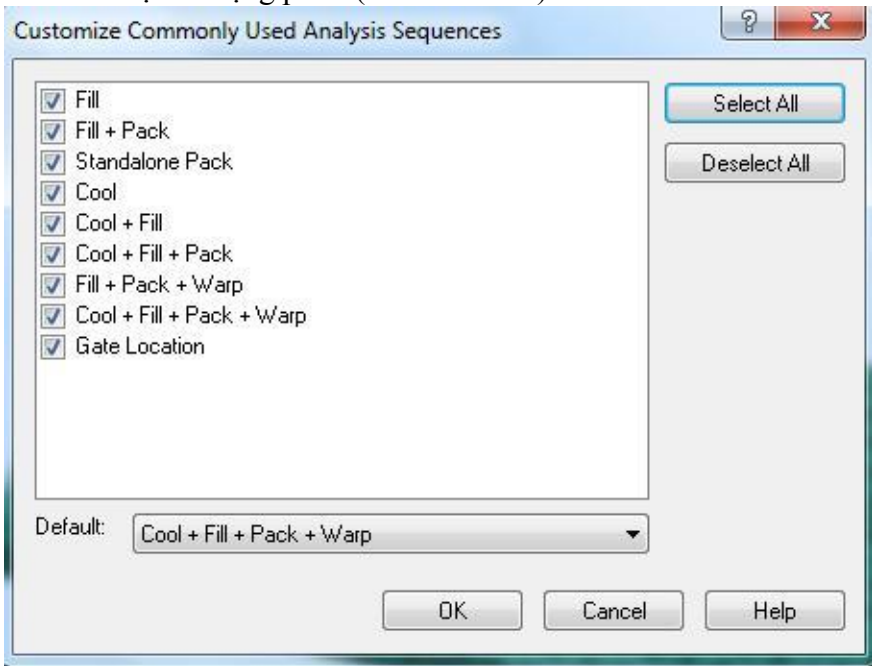 Customize Commonly Used Analysis Sequences
Fill
Fill + Pack
Standalone Pack
Cool
Cool + Fill
Cool + Fill + Pack
Fill + Pack + Warp
Cool + Fill + Pack + Warp
Gate Location
Select All
Deselect All
Default:
Cool + Fill + Pack + Warp
OK
Cancel
Help